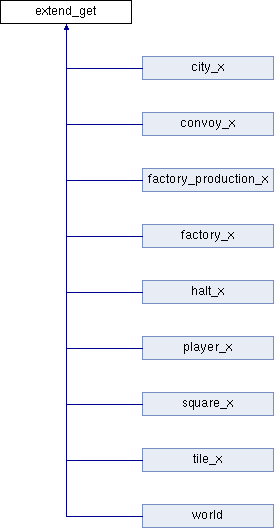 extend_get
city_x
convoy_x
factory_production_x
factory_x
halt_x
player_x
square_x
tile_x
world